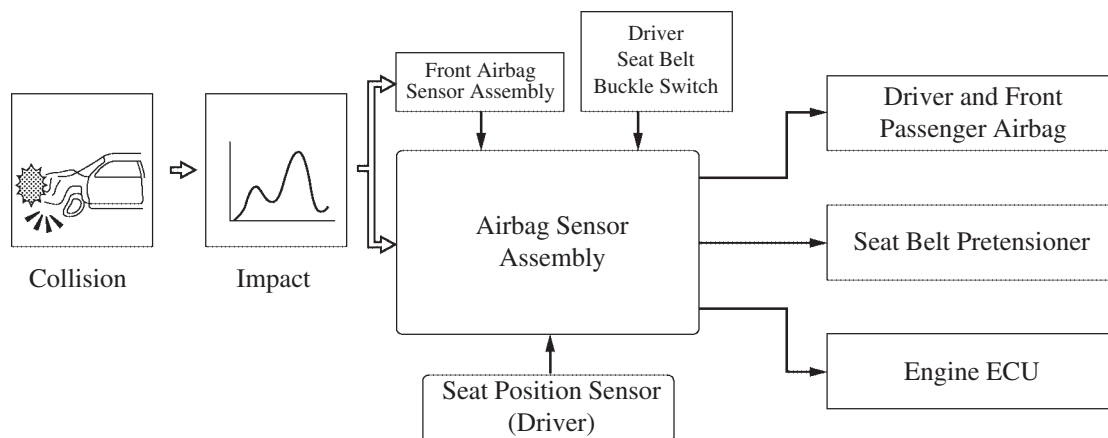 Collision
Impact
Front Airbag
Sensor Assembly
Driver
Seat Belt
Buckle Switch
Airbag Sensor
Assembly
Seat Position Sensor
(Driver)
Driver and Front
Passenger Airbag
Seat Belt Pretensioner
Engine ECU